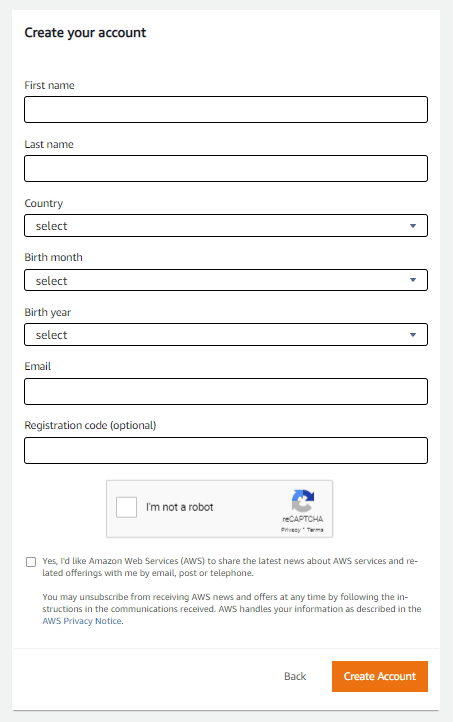 Create your account
First name
Last name
Country
select
Birth month
select
Birth year
select
Email
Registration code (optional)
I'm not a robot
reCAPTCHA
Privacy - Terms
Yes, I'd like Amazon Web Services (AWS) to share the latest news about AWS services and re-
lated offerings with me by email, post or telephone.
You may unsubscribe from receiving AWS news and offers at any time by following the in-
structions in the communications received. AWS handles your information as described in the
AWS Privacy Notice.
Back
Create Account